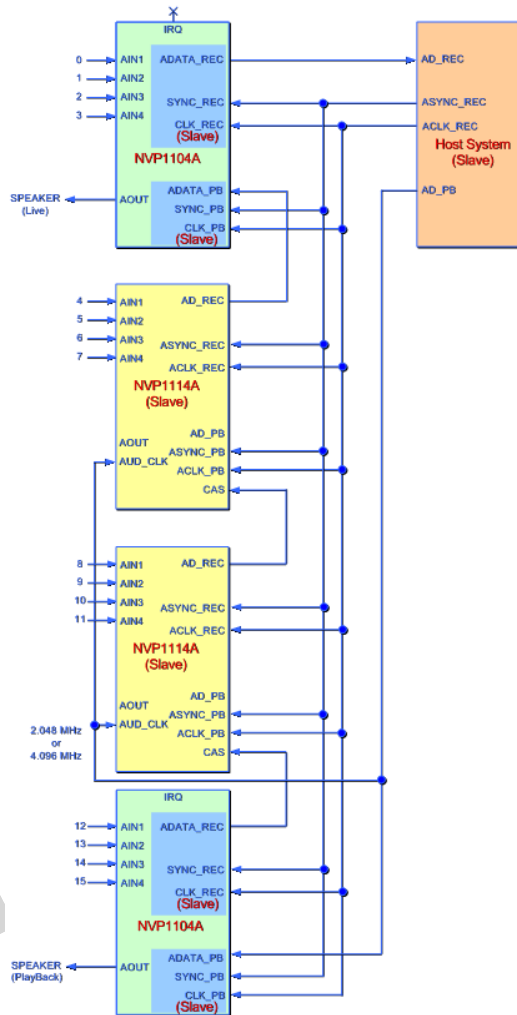 IRQ
0 AIN1 ADATA_REC AD_REC
1 AIN2
2 AIN3 SYNC_REC ASYNC_REC
3 AIN4
CLK_REC ACLK_REC
(Slave) Host System
NVP1104A (Slave)
SPEAKER AOUT ADATA_PB AD_PB
(Live) SYNC_PB
CLK_PB
(Slave)
4 AIN1 AD_REC
5 AIN2
6 AIN3 ASYNC_REC
7 AIN4
ACLK_REC
NVP1114A
(Slave)
AD_PB
AOUT ASYNC_PB
AUD_CLK ACLK_PB
CAS
8 AIN1 AD_REC
9 AIN2
10 AIN3 ASYNC_REC
11 AIN4
ACLK_REC
NVP1114A
(Slave)
AD_PB
AOUT ASYNC_PB
2.048 MHz AUD_CLK ACLK_PB
or
4.096 MHz CAS
IRQ
12 AIN1 ADATA_REC
13 AIN2
14 AIN3 SYNC_REC
15 AIN4
CLK_REC
(Slave)
NVP1104A
SPEAKER AOUT ADATA_PB
(PlayBack) SYNC_PB
CLK_PB
(Slave)